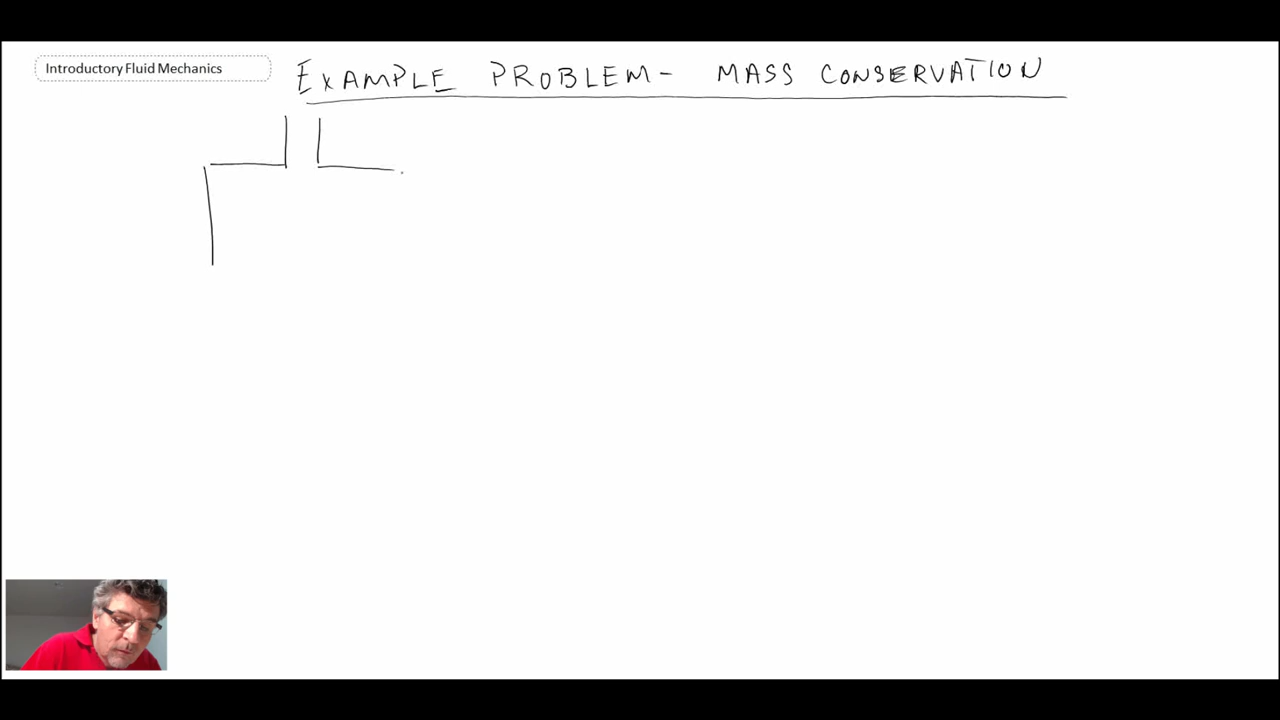 Introductory Fluid Mechanics
EXAMPLE PROBLEM- MASS CONSERVATION